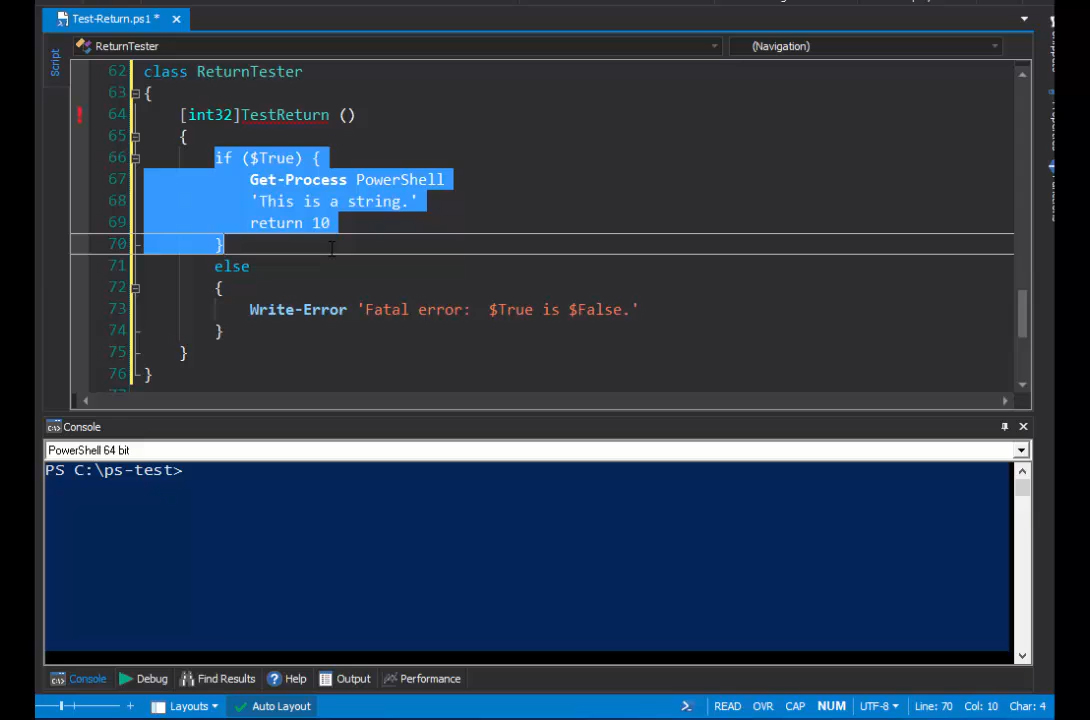 Test-Return.ps1 *
ReturnTester
(Navigation)
Script
62 class ReturnTester
63 {
64 [int32]TestReturn ()
65 {
66 if ($True) {
67 Get-Process PowerShell
68 'This is a string.'
69 return 10
70 }
71 else
72 {
73 Write-Error 'Fatal error:  $True is $False.'
74 }
75 }
76 }
Console
PowerShell 64 bit
PS C:\ps-test>
Console Debug Find Results Help Output Performance
Layouts Auto Layout READ OVR CAP NUM UTF-8 Line: 70 Col: 10 Char: 4